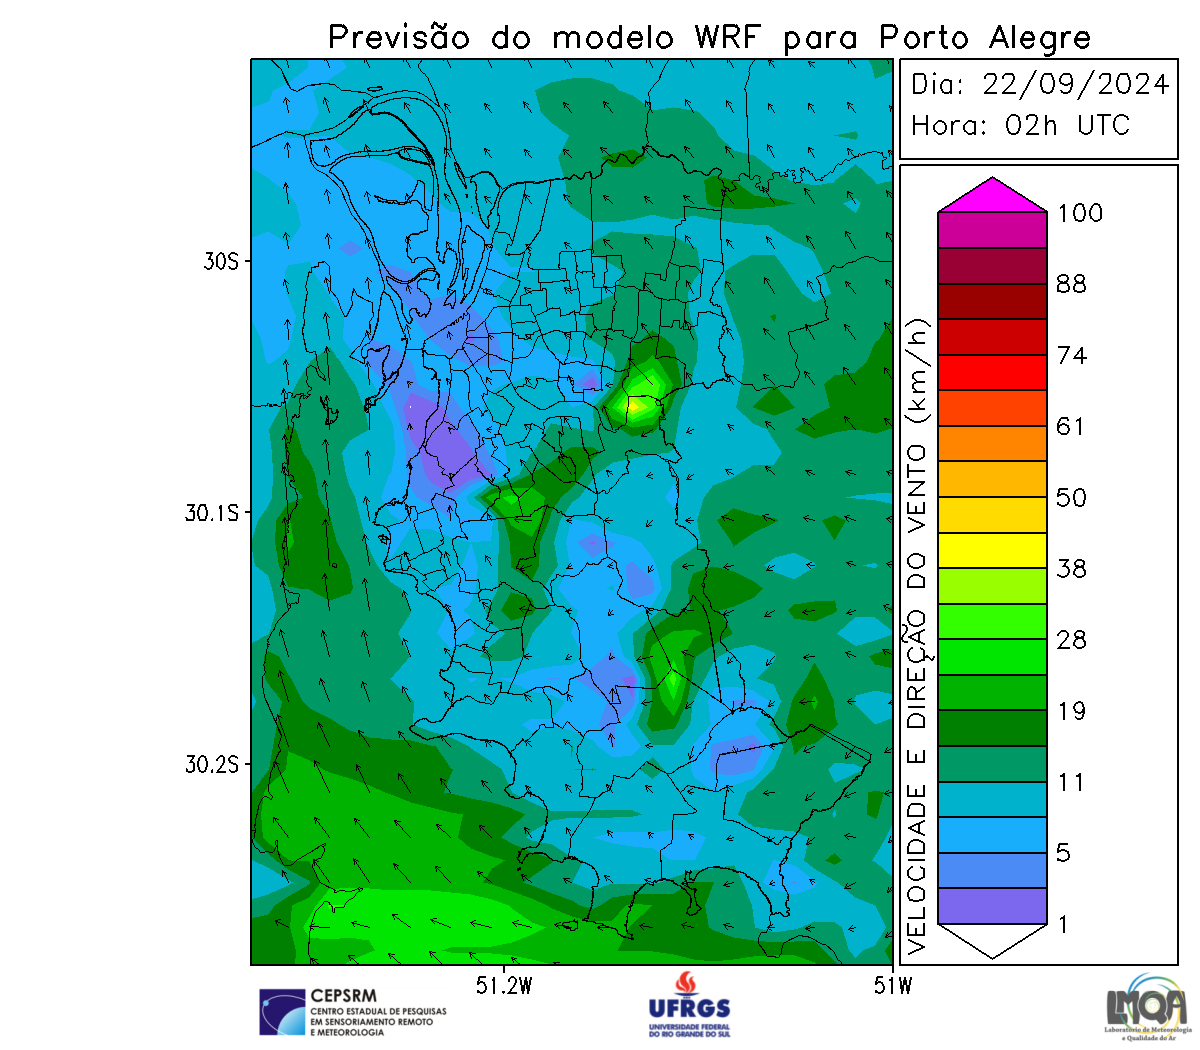 Previsão do modelo WRF para Porto Alegre
Dia: 22/09/2024
Hora: 02h UTC
30S
30.1S
30.2S
51.2W
51W
VELOCIDADE E DIREÇÃO DO VENTO (km/h)
100
88
74
61
50
38
28
19
11
5
1
CEPSRM
CENTRO ESTADUAL DE PESQUISAS
EM SENSORIAMENTO REMOTO
E METEOROLOGIA
UFRGS
UNIVERSIDADE FEDERAL
DO RIO GRANDE DO SUL
LMQA
Laboratório de Meteorologia
e Qualidade do Ar